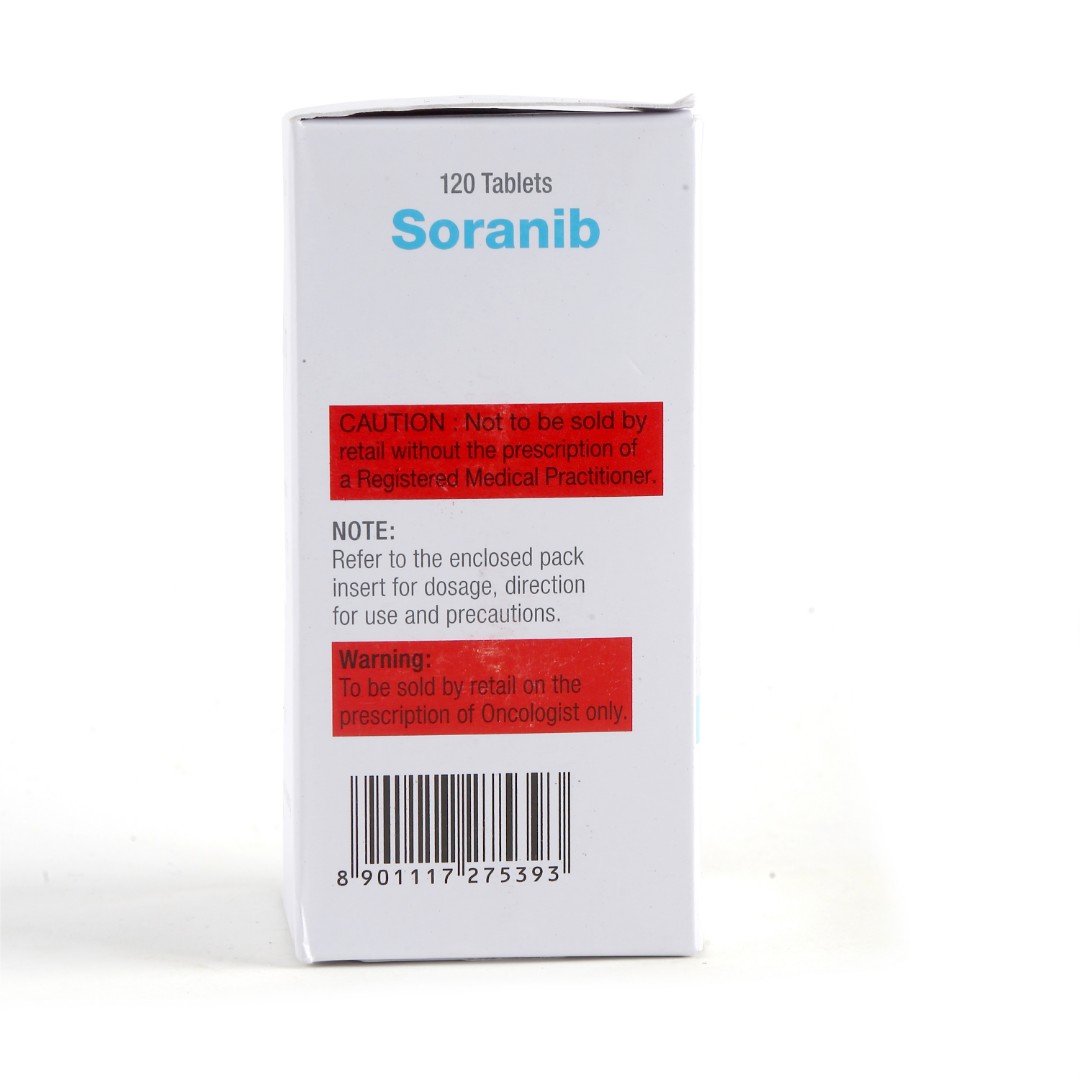 120 Tablets
Soranib
CAUTION : Not to be sold by
retail without the prescription of
a Registered Medical Practitioner.
NOTE:
Refer to the enclosed pack
insert for dosage, direction
for use and precautions.
Warning:
To be sold by retail on the
prescription of Oncologist only.
8 901117 275393